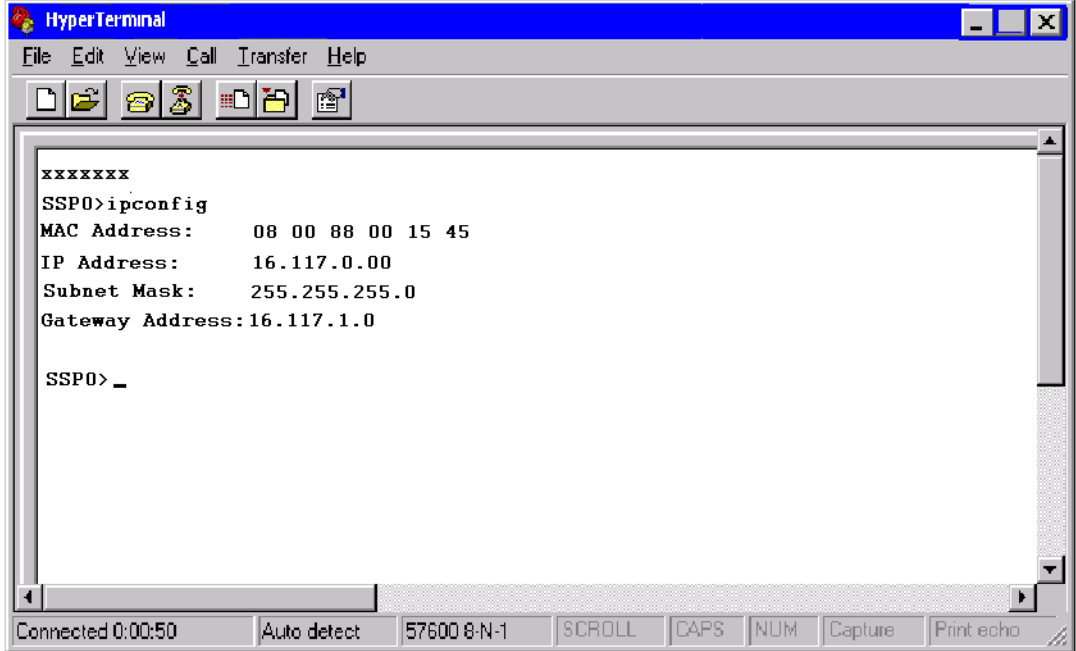 HyperTerminal
File Edit View Call Transfer Help
xxxxxxx
SSP0>ipconfig
MAC Address: 08 00 88 00 15 45
IP Address: 16.117.0.00
Subnet Mask: 255.255.255.0
Gateway Address:16.117.1.0
SSP0>_
Connected 0:00:50 Auto detect 57600 8-N-1 SCROLL CAPS NUM Capture Print echo